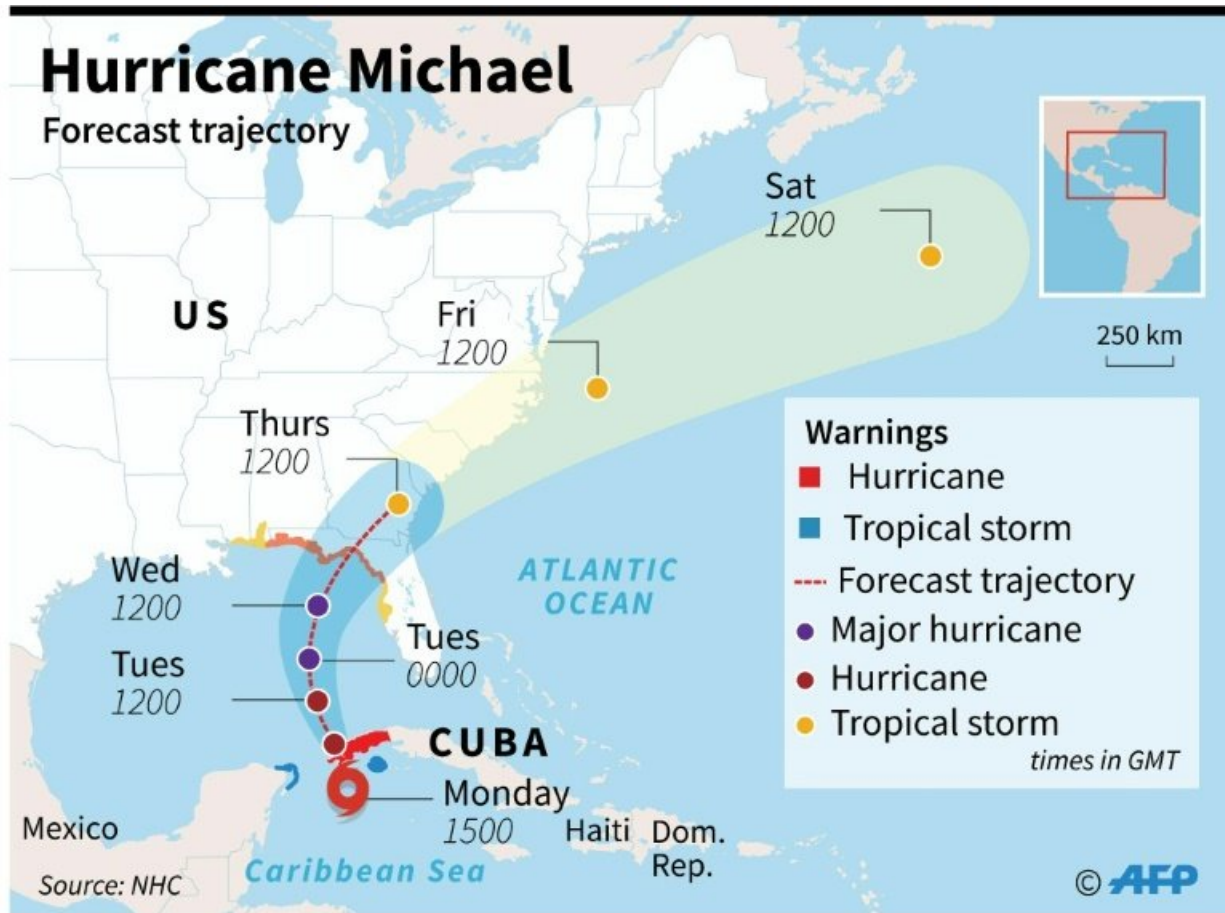 Hurricane Michael
Forecast trajectory
Sat
1200
US
Fri
1200
250 km
Thurs
1200
Warnings
Hurricane
Tropical storm
Forecast trajectory
Major hurricane
Hurricane
Tropical storm
times in GMT
Wed
1200
ATLANTIC
OCEAN
Tues
0000
Tues
1200
CUBA
Monday
1500
Mexico
Haiti
Dom.
Rep.
Caribbean Sea
Source: NHC
© AFP